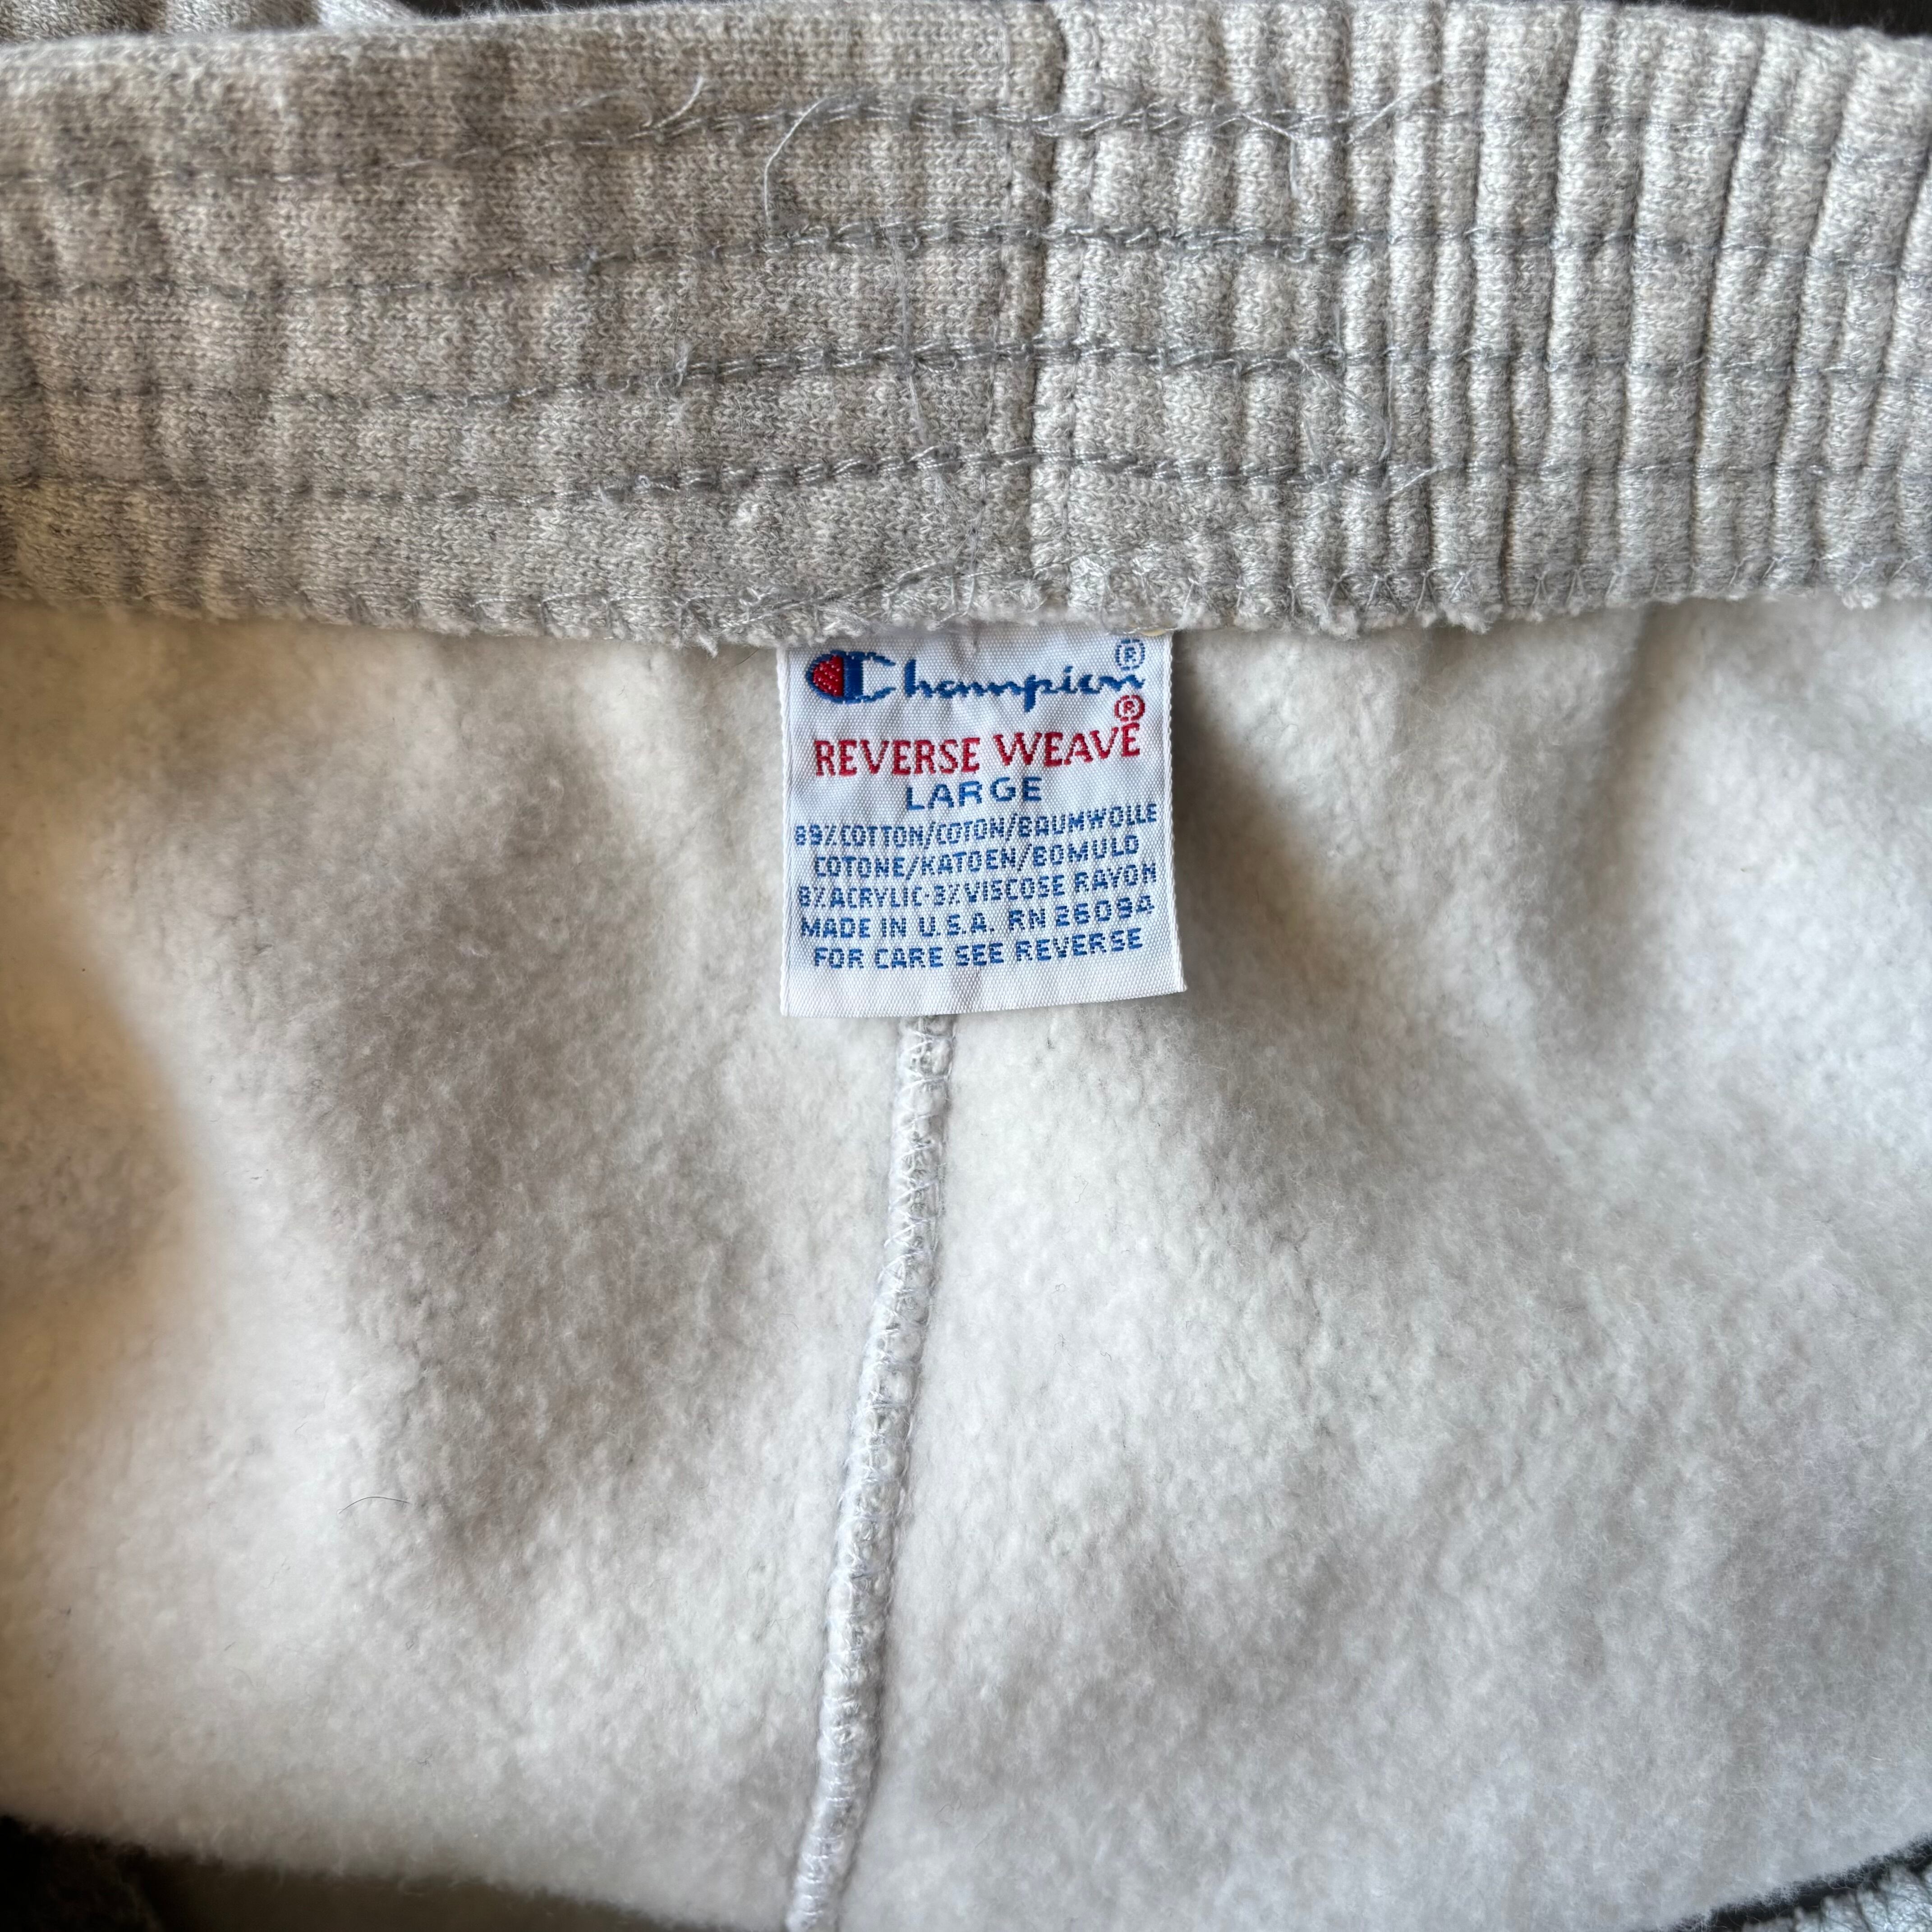 Champion®
REVERSE WEAVE®
LARGE
89% COTTON/COTON/BAUMWOLLE
COTONE/KATOEN/BOMULD
8% ACRYLIC-3% VISCOSE RAYON
MADE IN U.S.A. RN 26094
FOR CARE SEE REVERSE